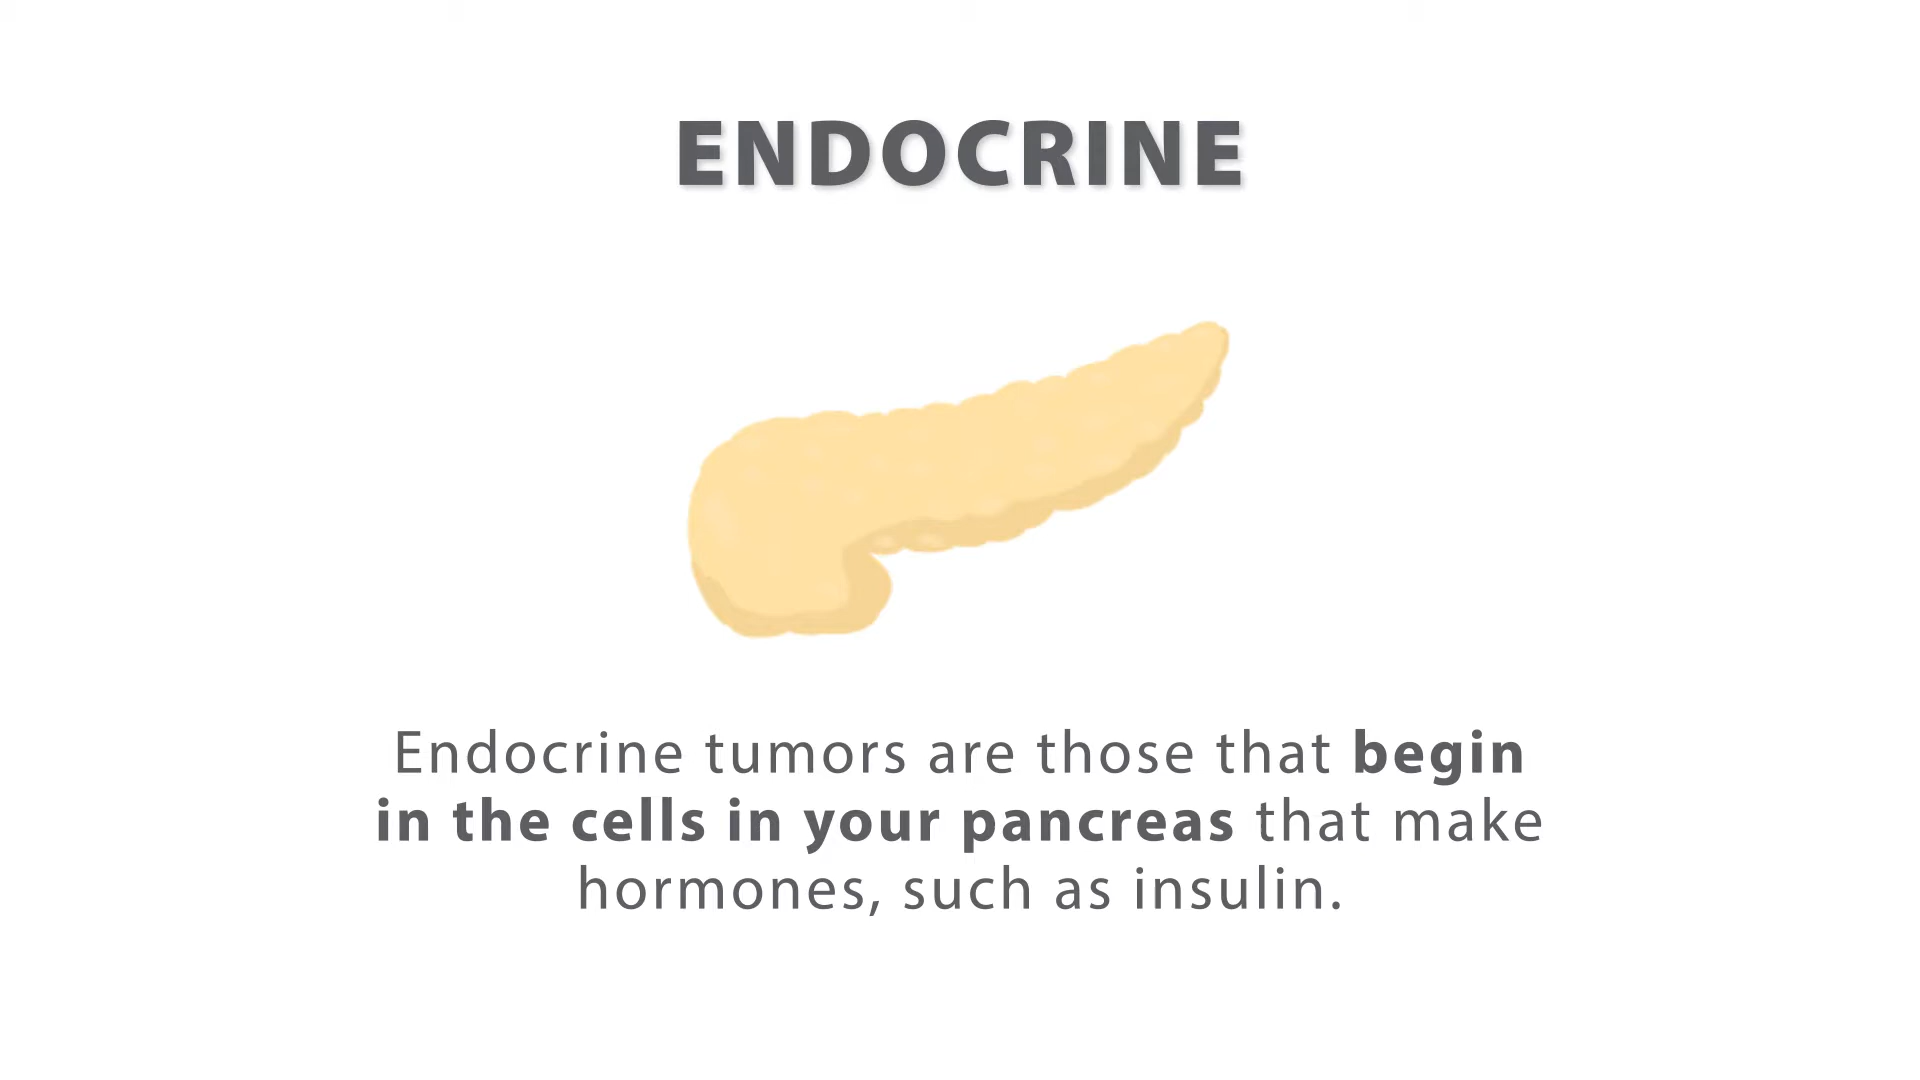 ENDOCRINE
Endocrine tumors are those that begin
in the cells in your pancreas that make
hormones, such as insulin.